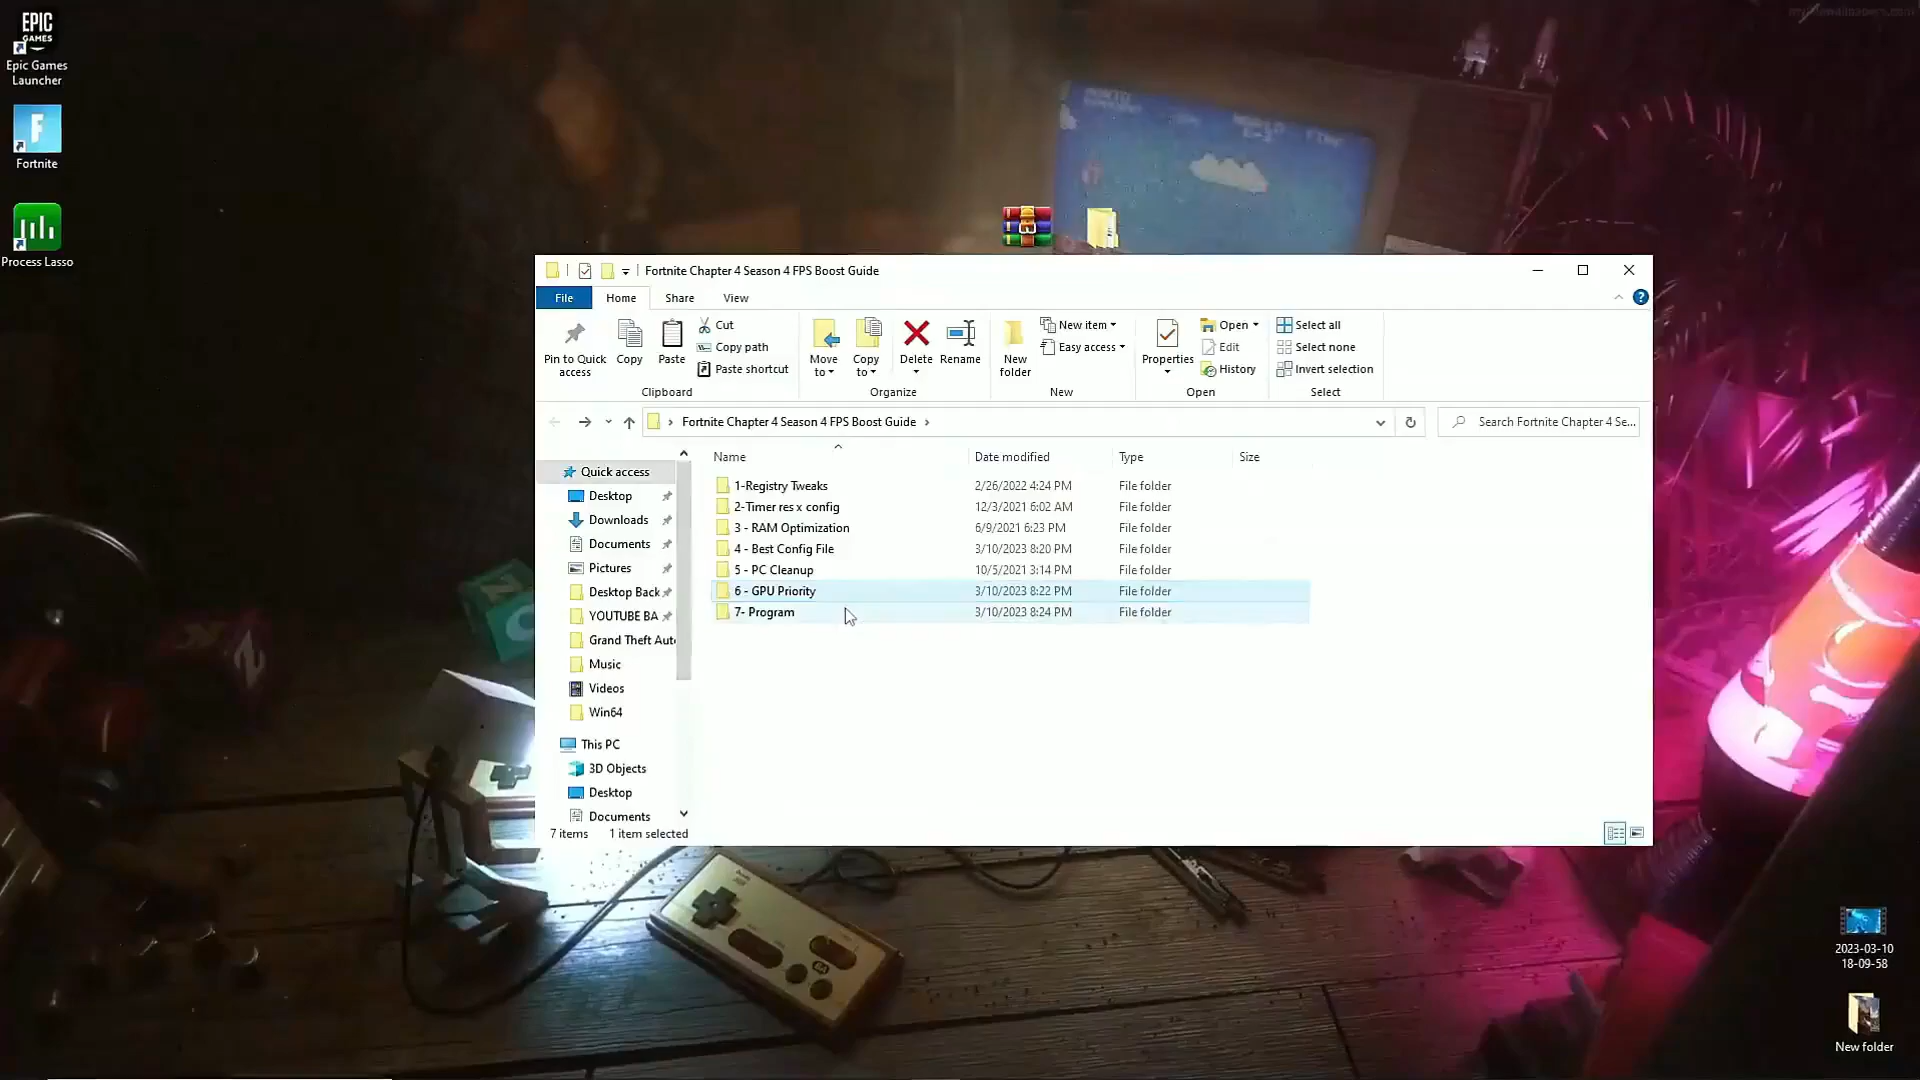 EPIC
GAMES
Epic Games
Launcher
Fortnite
Process Lasso
Fortnite Chapter 4 Season 4 FPS Boost Guide
File
Home
Share
View
Pin to Quick
access
Copy
Paste
Cut
Copy path
Paste shortcut
Clipboard
Move
to
Copy
to
Delete
Rename
Organize
New
folder
New item
Easy access
New
Properties
Open
Edit
History
Open
Select all
Select none
Invert selection
Select
Fortnite Chapter 4 Season 4 FPS Boost Guide
Search Fortnite Chapter 4 Se...
Quick access
Desktop
Downloads
Documents
Pictures
Desktop Back
YOUTUBE BA
Grand Theft Aut
Music
Videos
Win64
This PC
3D Objects
Desktop
Documents
Name Date modified Type Size
1-Registry Tweaks 2/26/2022 4:24 PM File folder
2-Timer res x config 12/3/2021 6:02 AM File folder
3 - RAM Optimization 6/9/2021 6:23 PM File folder
4 - Best Config File 3/10/2023 8:20 PM File folder
5 - PC Cleanup 10/5/2021 3:14 PM File folder
6 - GPU Priority 3/10/2023 8:22 PM File folder
7- Program 3/10/2023 8:24 PM File folder
7 items 1 item selected
2023-03-10
18-09-58
New folder